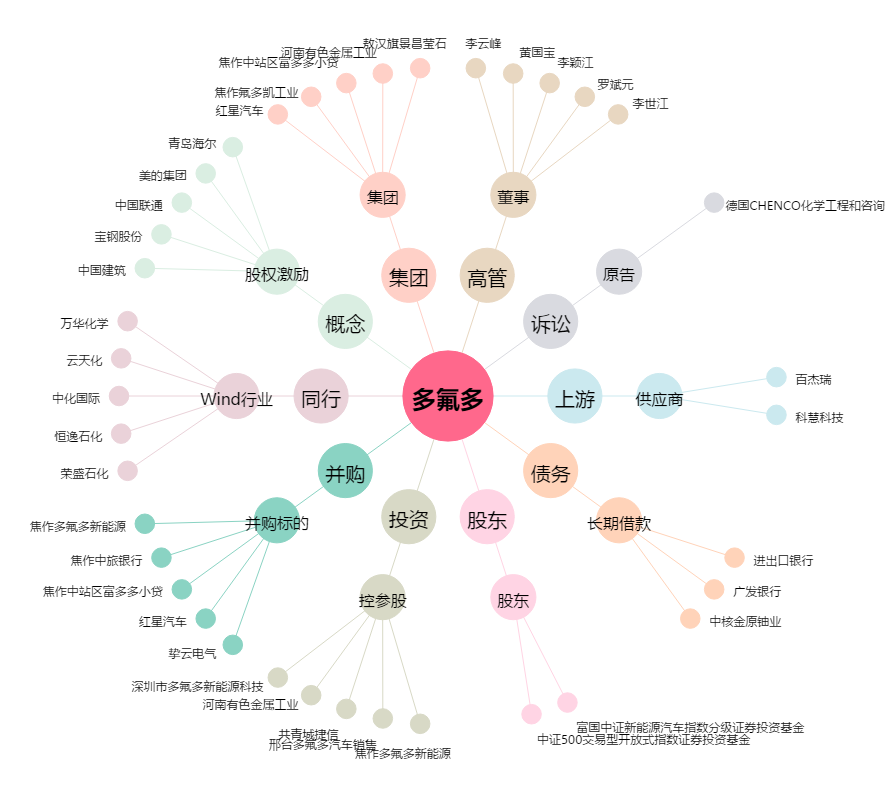 敖汉旗景昌莹石
河南有色金属工业
焦作中站区富多多小贷
焦作氟多凯工业
红星汽车
集团
集团
李云峰
黄国宝
李颖江
罗斌元
李世江
董事
高管
德国CHENCO化学工程和咨询
原告
诉讼
青岛海尔
美的集团
中国联通
宝钢股份
中国建筑
股权激励
概念
万华化学
云天化
中化国际
恒逸石化
荣盛石化
Wind行业
同行
多氟多
上游
供应商
百杰瑞
科慧科技
并购
并购标的
焦作多氟多新能源
焦作中旅银行
焦作中站区富多多小贷
红星汽车
挚云电气
投资
控参股
深圳市多氟多新能源科技
河南有色金属工业
共青城捷信
邢台多氟多汽车销售
焦作多氟多新能源
股东
股东
富国中证新能源汽车指数分级证券投资基金
中证500交易型开放式指数证券投资基金
债务
长期借款
进出口银行
广发银行
中核金原铀业